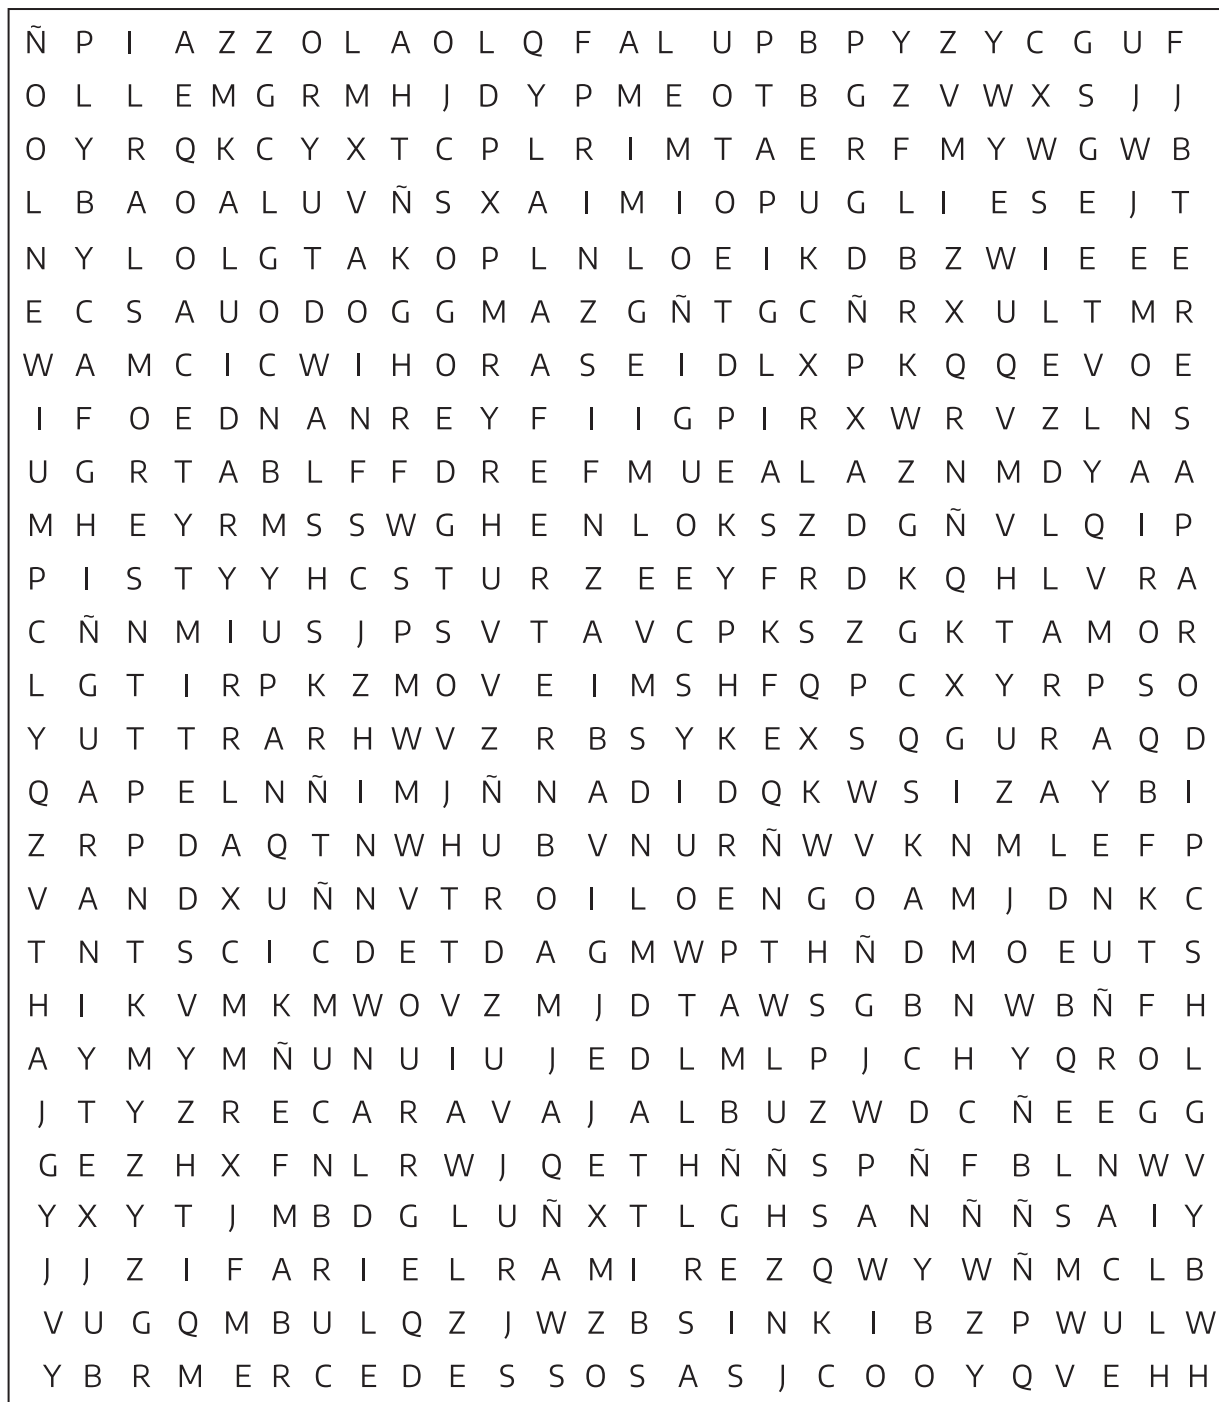 Ñ P I A Z Z O L A O L Q F A L U P B P Y Z Y C G U F
O L L E M G R M H J D Y P M E O T B G Z V W X S J J
O Y R Q K C Y X T C P L R I M T A E R F M Y W G W B
L B A O A L U V Ñ S X A I M I O P U G L I E S E J T
N Y L O L G T A K O P L N L O E I K D B Z W I E E E
E C S A U O D O G G M A Z G Ñ T G C Ñ R X U L T M R
W A M C I C W I H O R A S E I D L X P K Q Q E V O E
I F O E D N A N R E Y F I I G P I R X W R V Z L N S
U G R T A B L F F D R E F M U E A L A Z N M D Y A A
M H E Y R M S S W G H E N L O K S Z D G Ñ V L Q I P
P I S T Y Y H C S T U R Z E E Y F R D K Q H L V R A
C Ñ N M I U S J P S V T A V C P K S Z G K T A M O R
L G T I R P K Z M O V E I M S H F Q P C X Y R P S O
Y U T T R A R H W V Z R B S Y K E X S Q G U R A Q D
Q A P E L N Ñ I M J Ñ N A D I D Q K W S I Z A Y B I
Z R P D A Q T N W H U B V N U R Ñ W V K N M L E F P
V A N D X U Ñ N V T R O I L O E N G O A M J D N K C
T N T S C I C D E T D A G M W P T H Ñ D M O E U T S
H I K V M K M W O V Z M J D T A W S G B N W B Ñ F H
A Y M Y M Ñ U N U I U J E D L M L P J C H Y Q R O L
J T Y Z R E C A R A V A J A L B U Z W D C Ñ E E G G
G E Z H X F N L R W J Q E T H Ñ Ñ S P Ñ F B L N W V
Y X Y T J M B D G L U Ñ X T L G H S A N Ñ Ñ S A I Y
J J Z I F A R I E L R A M I R E Z Q W Y W Ñ M C L B
V U G Q M B U L Q Z J W Z B S I N K I B Z P W U L W
Y B R M E R C E D E S S O S A S J C O O Y Q V E H H